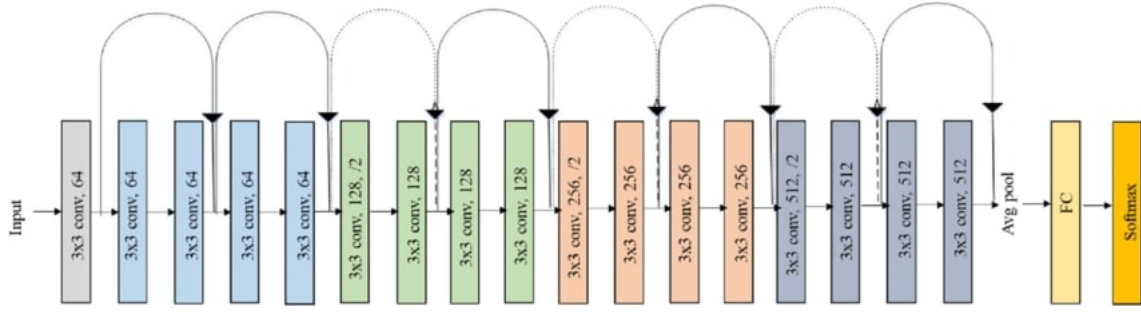 Input
3x3 conv, 64
3x3 conv, 64
3x3 conv, 64
3x3 conv, 64
3x3 conv, 64
3x3 conv, 128, /2
3x3 conv, 128
3x3 conv, 128
3x3 conv, 128
3x3 conv, 256, /2
3x3 conv, 256
3x3 conv, 256
3x3 conv, 256
3x3 conv, 512, /2
3x3 conv, 512
3x3 conv, 512
3x3 conv, 512
Avg pool
FC
Softmax